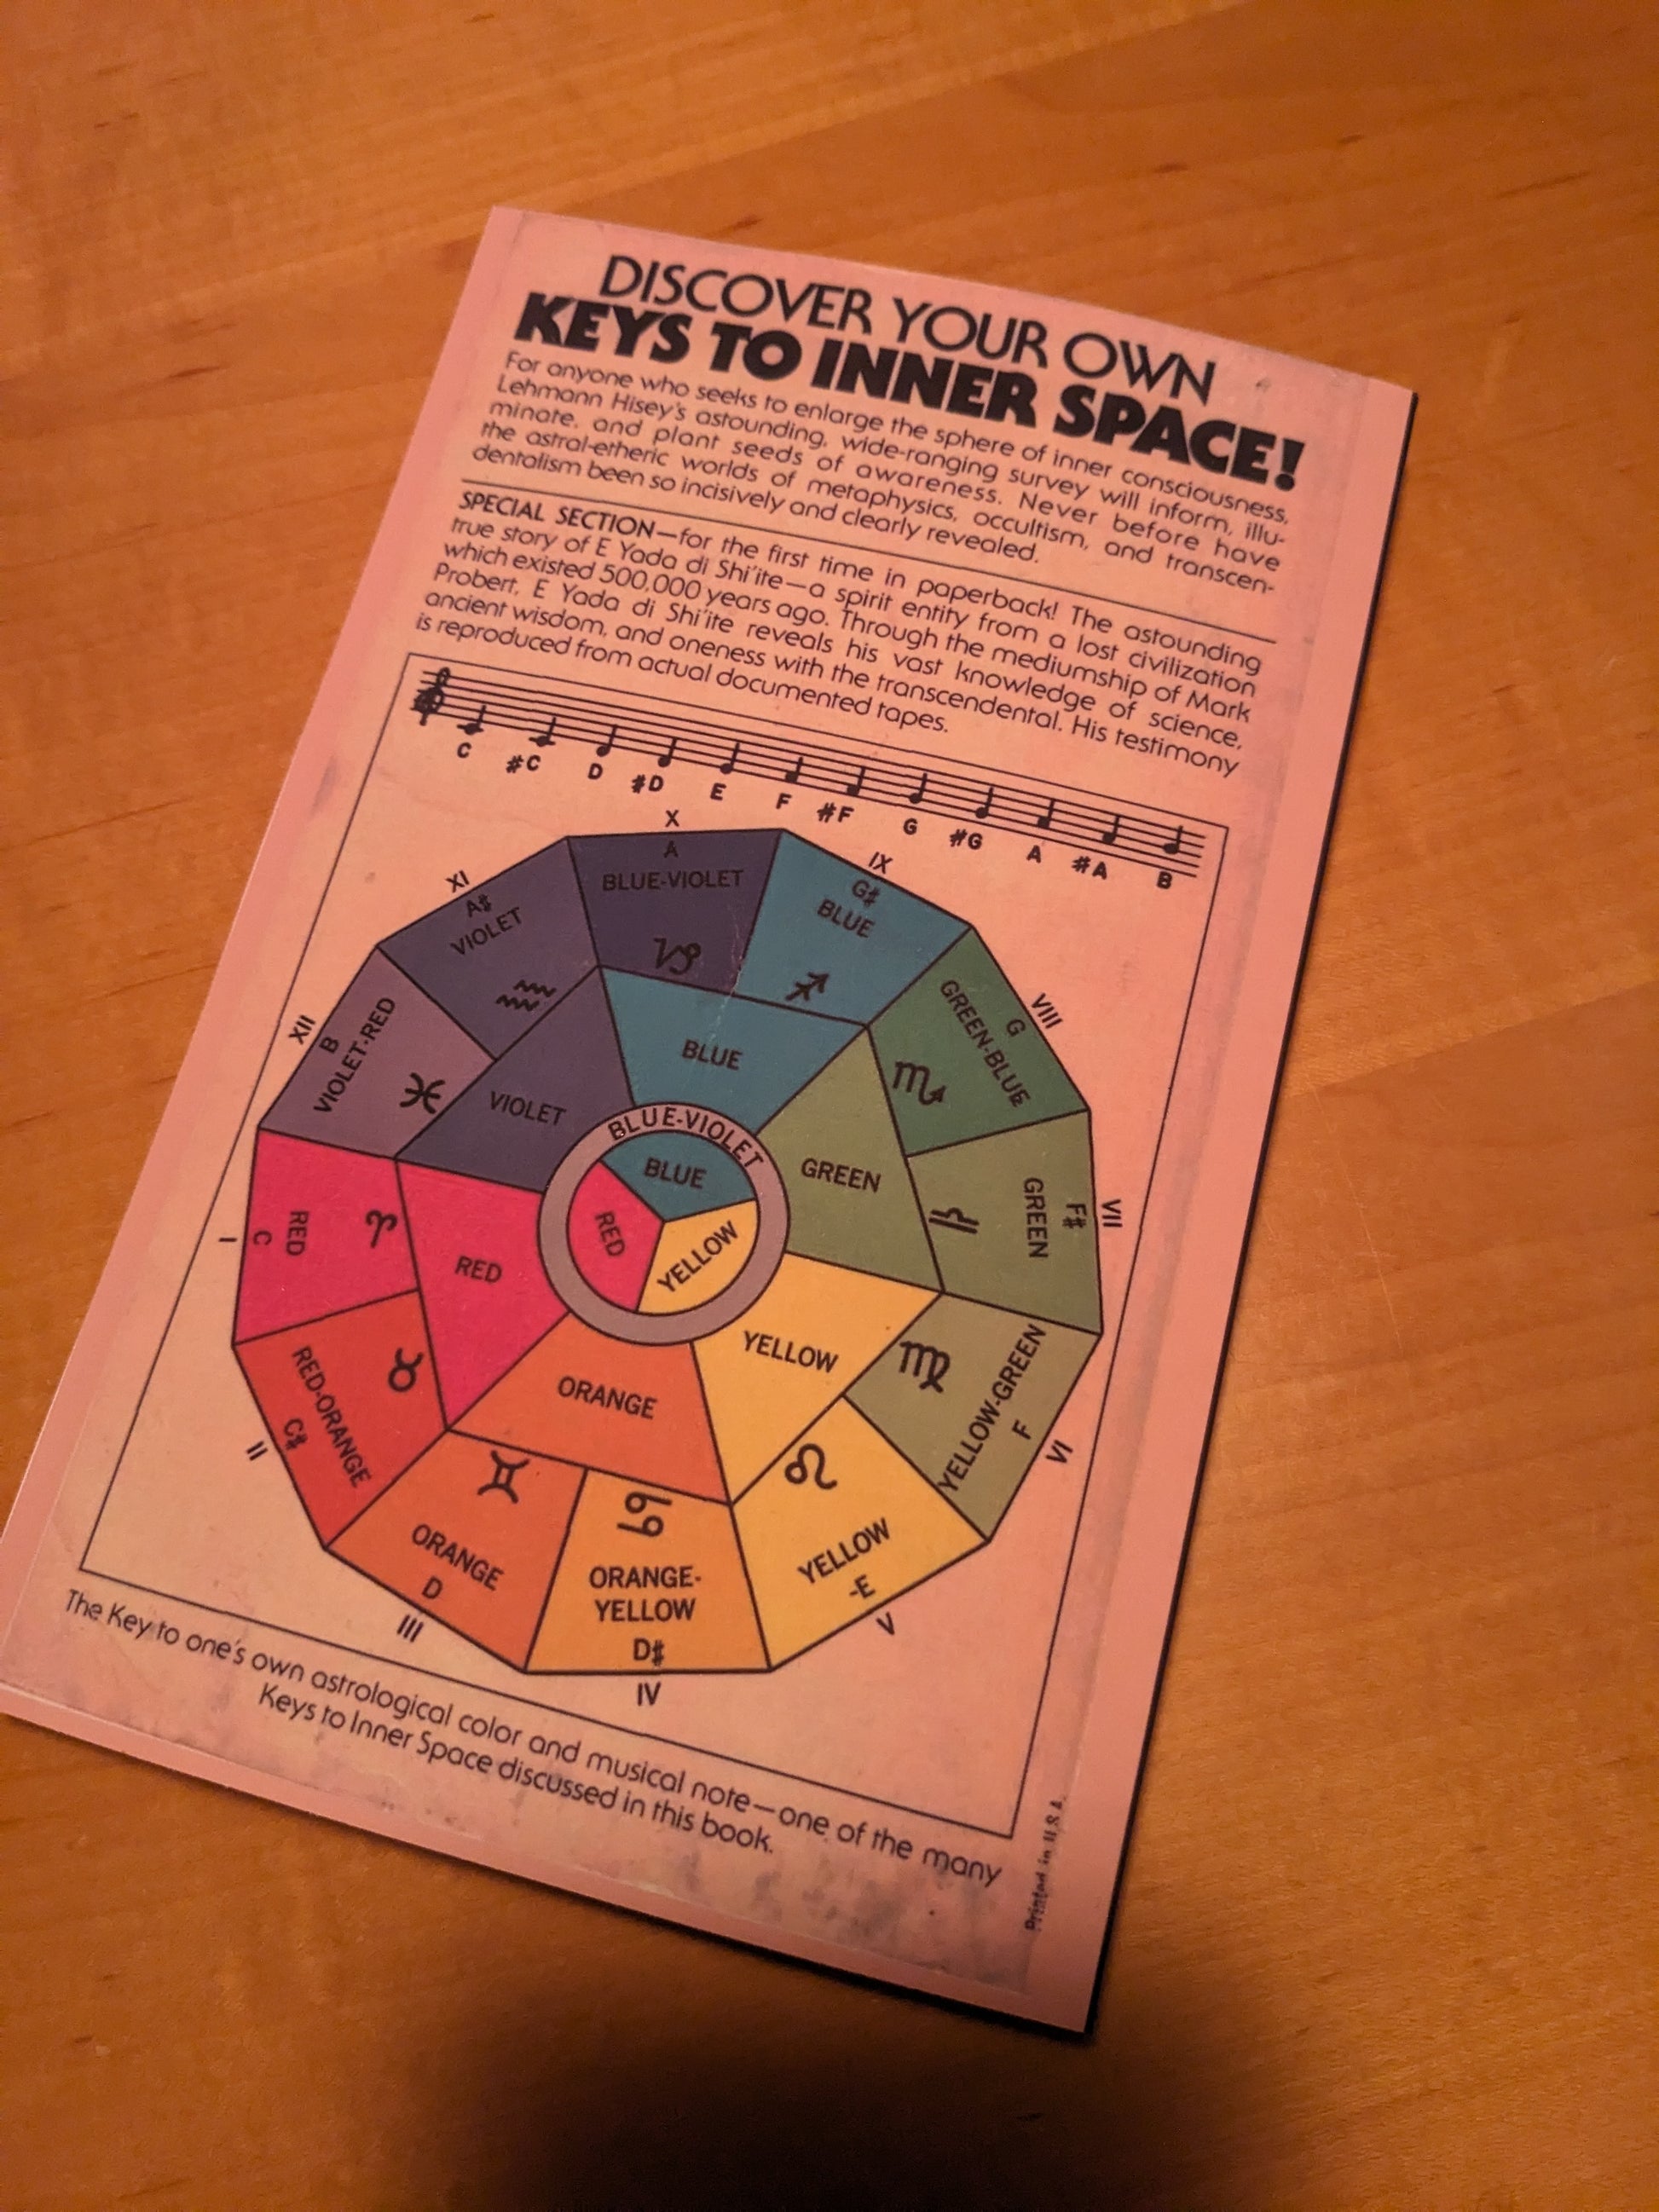 DISCOVER YOUR OWN
KEYS TO INNER SPACE!
For anyone who seeks to enlarge the sphere of inner consciousness,
Lehmann Hisey's astounding, wide-ranging survey will inform, illu-
minate, and plant seeds of awareness. Never before have
the astral-etheric worlds of metaphysics, occultism, and transcen-
dentalism been so incisively and clearly revealed.
SPECIAL SECTION—for the first time in paperback! The astounding
true story of E Yada di Shi'ite—a spirit entity from a lost civilization
which existed 500,000 years ago. Through the mediumship of Mark
Probert, E Yada di Shi'ite reveals his vast knowledge of science,
ancient wisdom, and oneness with the transcendental. His testimony
is reproduced from actual documented tapes.
C #C D #D E F #F G #G A #A B
X
A
BLUE-VIOLET
♑
IX
G#
BLUE
♐
VIII
G
GREEN-BLUE
♏
VII
F#
GREEN
♎
VI
F
YELLOW-GREEN
♍
V
-E
YELLOW
♌
IV
D#
ORANGE-
YELLOW
♋
III
D
ORANGE
♊
II
C#
RED-ORANGE
♉
I
C
RED
♈
XII
B
VIOLET-RED
♓
XI
A#
VIOLET
♒
BLUE
GREEN
YELLOW
ORANGE
RED
VIOLET
BLUE-VIOLET
BLUE
YELLOW
RED
The Key to one's own astrological color and musical note—one of the many
Keys to Inner Space discussed in this book.
Printed in U.S.A.